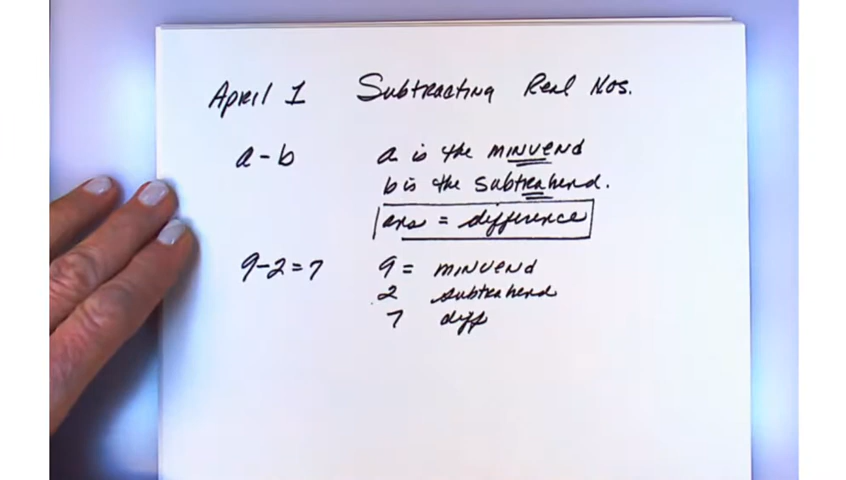 April 1 Subtracting Real Nos.
a - b a is the minuend
b is the subtrahend.
ans = difference
9-2=7 9 = minuend
2 subtrahend
7 diff